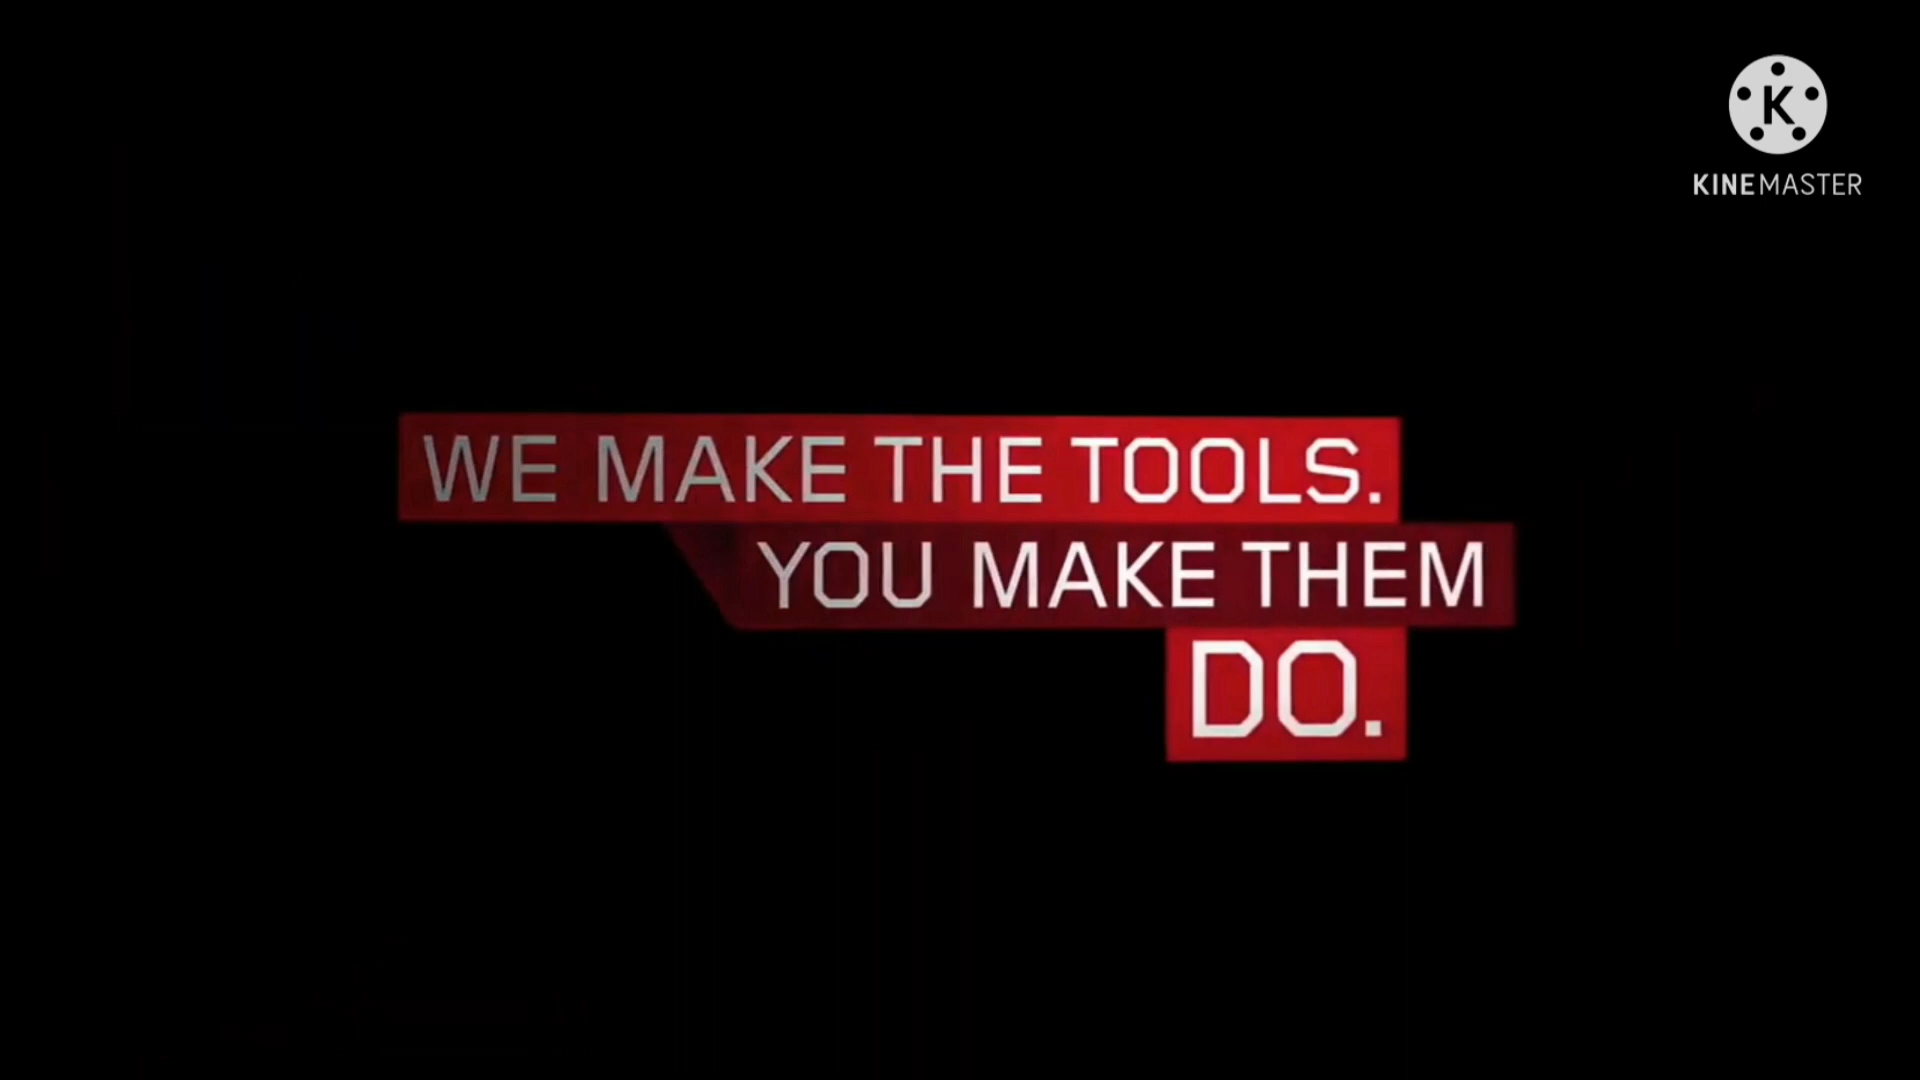 K
KINEMASTER
WE MAKE THE TOOLS.
YOU MAKE THEM
DO.